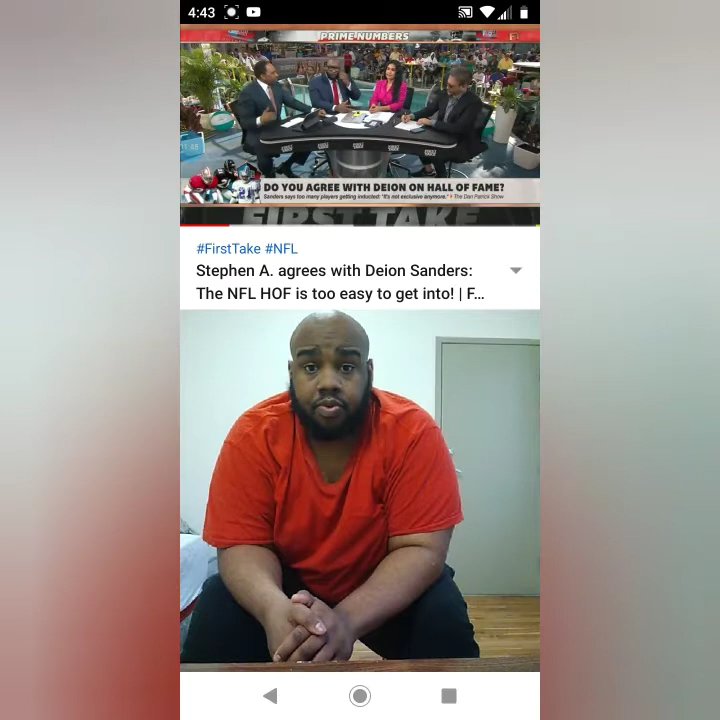 4:43
PRIME NUMBERS
11:45
DO YOU AGREE WITH DEION ON HALL OF FAME?
Sanders says too many players getting inducted: "It's not exclusive anymore." The Dan Patrick Show
FIRST TAKE
#FirstTake #NFL
Stephen A. agrees with Deion Sanders:
The NFL HOF is too easy to get into! | F...